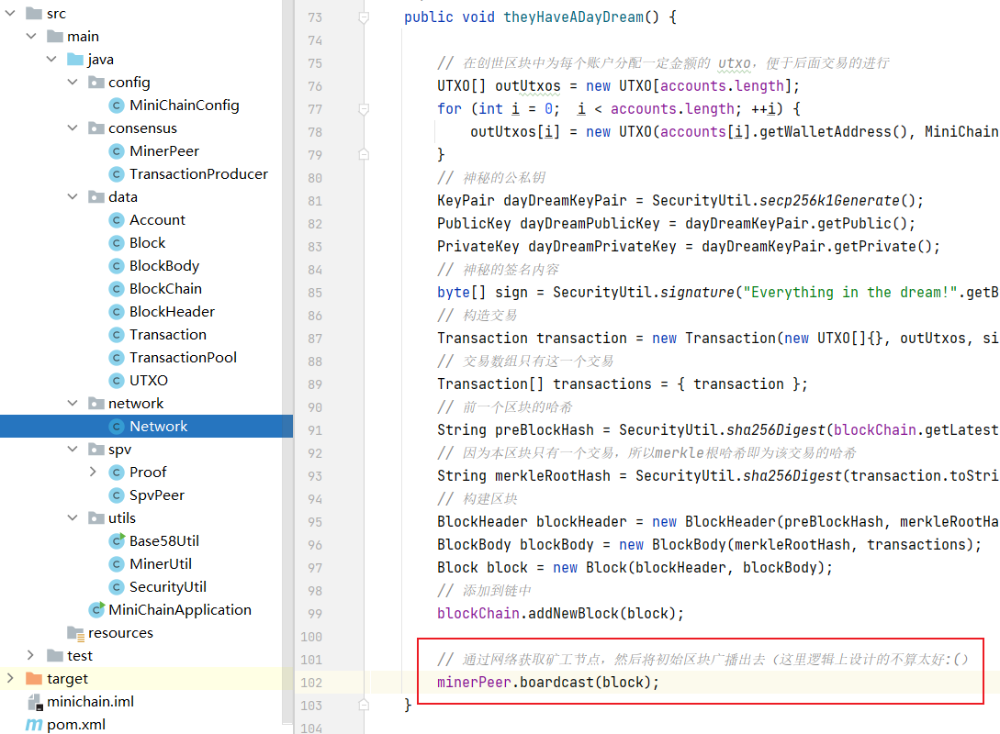 src
main
java
config
MiniChainConfig
consensus
MinerPeer
TransactionProducer
data
Account
Block
BlockBody
BlockChain
BlockHeader
Transaction
TransactionPool
UTXO
network
Network
spv
Proof
SpvPeer
utils
Base58Util
MinerUtil
SecurityUtil
MiniChainApplication
resources
test
target
minichain.iml
pom.xml
73 public void theyHaveADayDream() {
74
75 // 在创世区块中为每个账户分配一定金额的 utxo，便于后面交易的进行
76 UTXO[] outUtxos = new UTXO[accounts.length];
77 for (int i = 0; i < accounts.length; ++i) {
78 outUtxos[i] = new UTXO(accounts[i].getWalletAddress(), MiniChain
79 }
80 // 神秘的公私钥
81 KeyPair dayDreamKeyPair = SecurityUtil.secp256k1Generate();
82 PublicKey dayDreamPublicKey = dayDreamKeyPair.getPublic();
83 PrivateKey dayDreamPrivateKey = dayDreamKeyPair.getPrivate();
84 // 神秘的签名内容
85 byte[] sign = SecurityUtil.signature("Everything in the dream!".getB
86 // 构造交易
87 Transaction transaction = new Transaction(new UTXO[]{}, outUtxos, si
88 // 交易数组只有这一个交易
89 Transaction[] transactions = { transaction };
90 // 前一个区块的哈希
91 String preBlockHash = SecurityUtil.sha256Digest(blockChain.getLatest
92 // 因为本区块只有一个交易，所以merkle根哈希即为该交易的哈希
93 String merkleRootHash = SecurityUtil.sha256Digest(transaction.toStri
94 // 构建区块
95 BlockHeader blockHeader = new BlockHeader(preBlockHash, merkleRootHa
96 BlockBody blockBody = new BlockBody(merkleRootHash, transactions);
97 Block block = new Block(blockHeader, blockBody);
98 // 添加到链中
99 blockChain.addNewBlock(block);
100
101 // 通过网络获取矿工节点，然后将初始区块广播出去（这里逻辑上设计的不算太好:(）
102 minerPeer.boardcast(block);
103 }
104